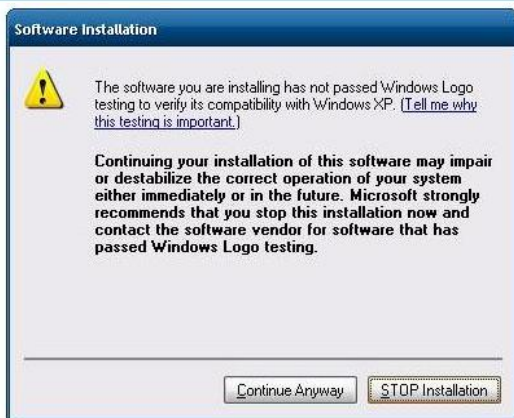 Software Installation
The software you are installing has not passed Windows Logo
testing to verify its compatibility with Windows XP. (Tell me why
this testing is important.)
Continuing your installation of this software may impair
or destabilize the correct operation of your system
either immediately or in the future. Microsoft strongly
recommends that you stop this installation now and
contact the software vendor for software that has
passed Windows Logo testing.
Continue Anyway
STOP Installation